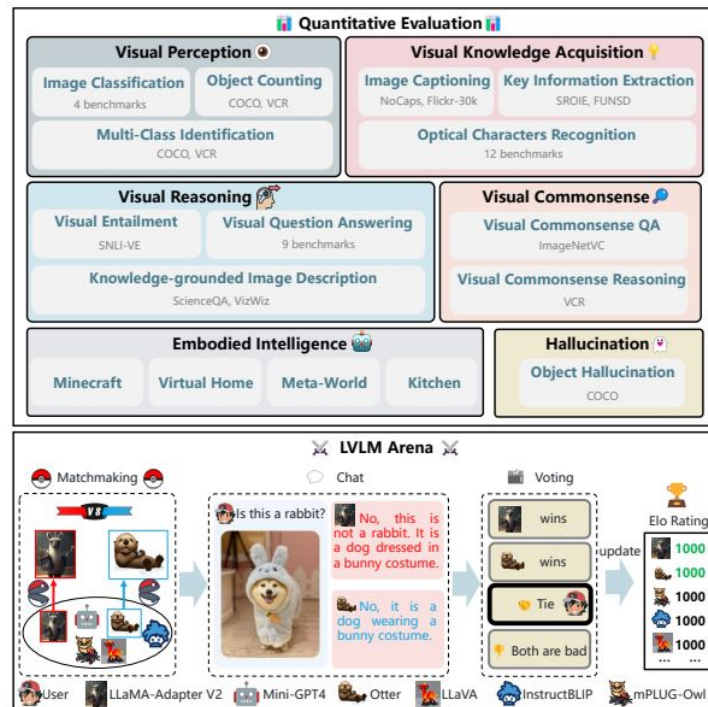 Quantitative Evaluation
Visual Perception
Image Classification
4 benchmarks
Object Counting
COCO, VCR
Multi-Class Identification
COCO, VCR
Visual Knowledge Acquisition
Image Captioning
NoCaps, Flickr-30k
Key Information Extraction
SROIE, FUNSD
Optical Characters Recognition
12 benchmarks
Visual Reasoning
Visual Entailment
SNLI-VE
Visual Question Answering
9 benchmarks
Knowledge-grounded Image Description
ScienceQA, VizWiz
Visual Commonsense
Visual Commonsense QA
ImageNetVC
Visual Commonsense Reasoning
VCR
Embodied Intelligence
Minecraft
Virtual Home
Meta-World
Kitchen
Hallucination
Object Hallucination
COCO
LVLM Arena
Matchmaking
VS
Chat
Is this a rabbit?
No, this is
not a rabbit. It is
a dog dressed in
a bunny costume.
No, it is a
dog wearing a
bunny costume.
Voting
wins
wins
Tie
Both are bad
update
Elo Rating
1000
1000
1000
1000
1000
... ...
User
LLaMA-Adapter V2
Mini-GPT4
Otter
LLaVA
InstructBLIP
mPLUG-Owl